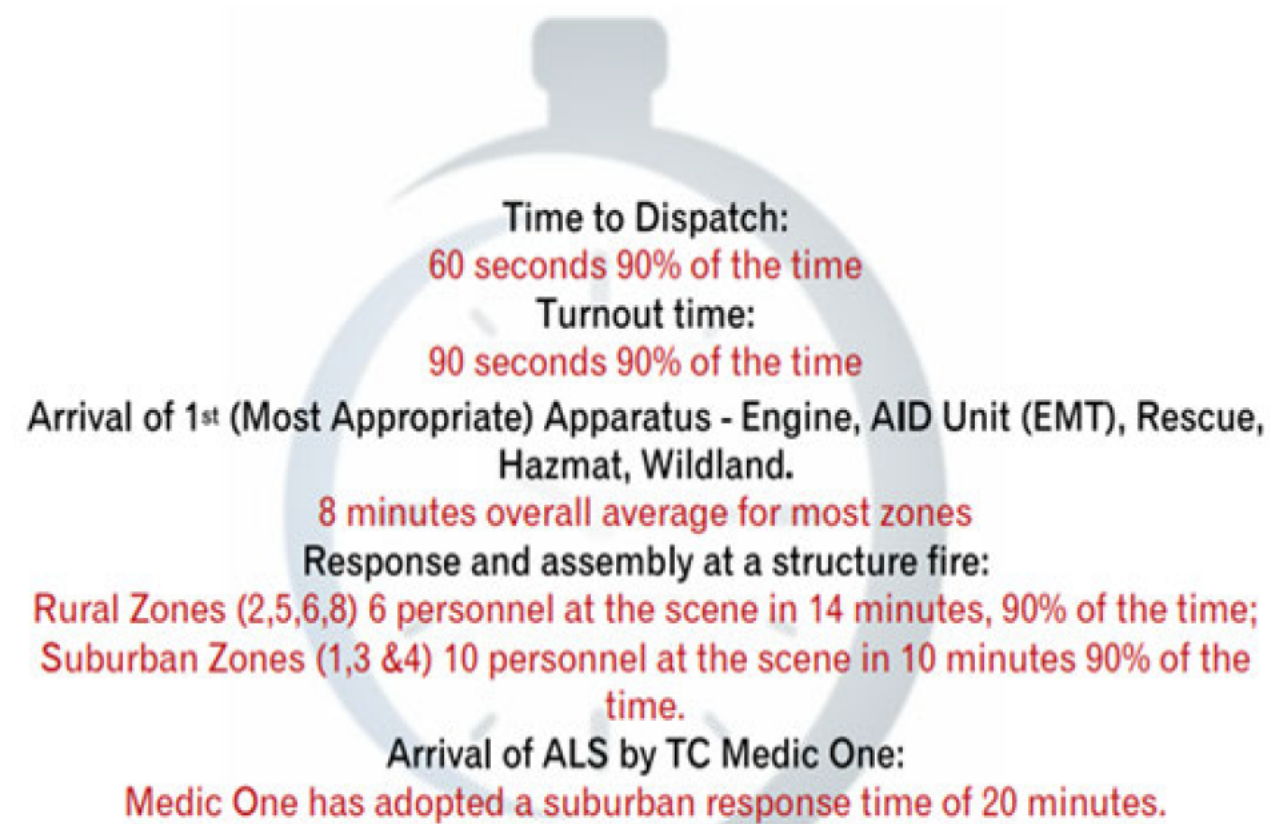 Time to Dispatch:
60 seconds 90% of the time
Turnout time:
90 seconds 90% of the time
Arrival of 1st (Most Appropriate) Apparatus - Engine, AID Unit (EMT), Rescue,
Hazmat, Wildland.
8 minutes overall average for most zones
Response and assembly at a structure fire:
Rural Zones (2,5,6,8) 6 personnel at the scene in 14 minutes, 90% of the time;
Suburban Zones (1,3 &4) 10 personnel at the scene in 10 minutes 90% of the
time.
Arrival of ALS by TC Medic One:
Medic One has adopted a suburban response time of 20 minutes.